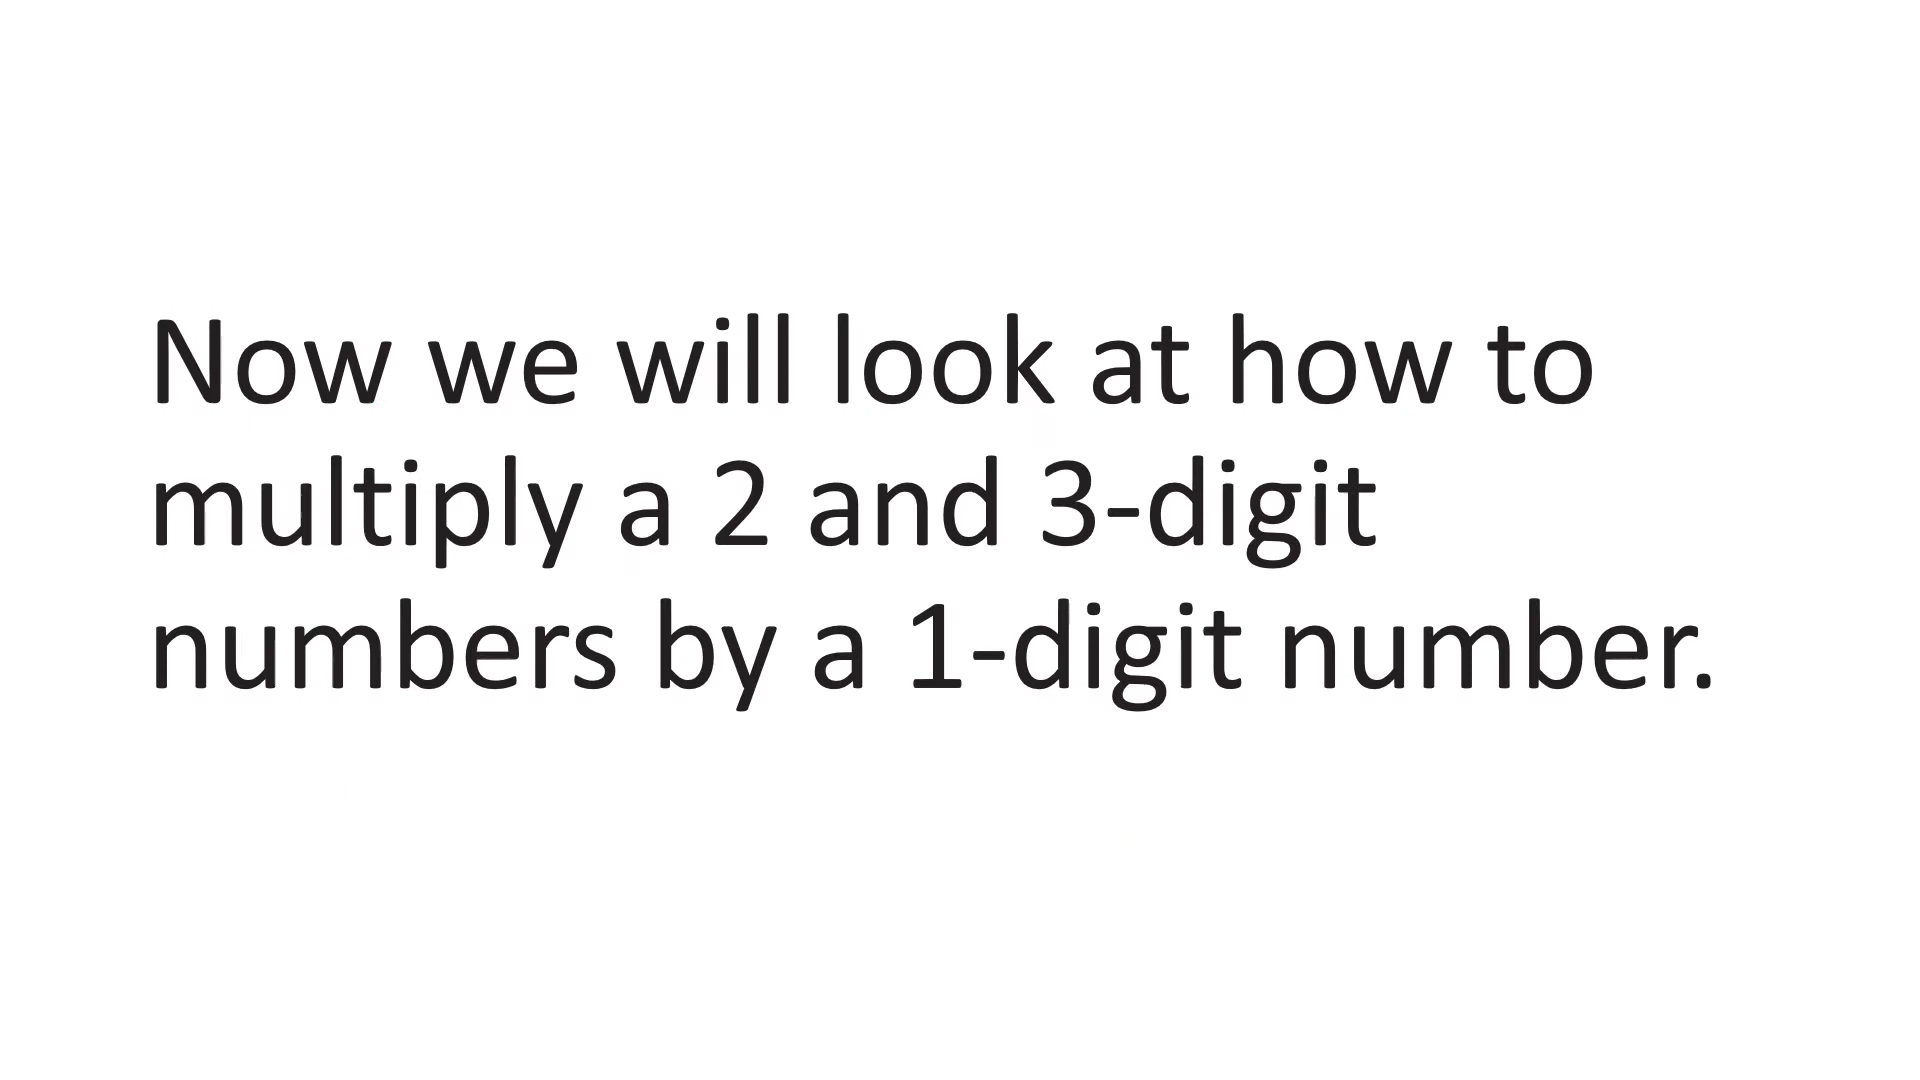 Now we will look at how to
multiply a 2 and 3-digit
numbers by a 1-digit number.